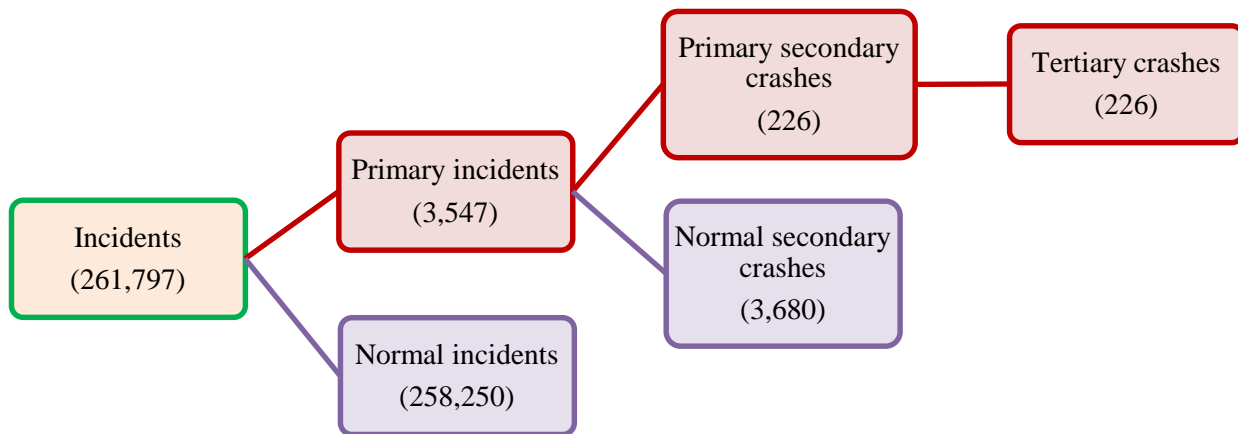 Incidents
(261,797)
Primary incidents
(3,547)
Normal incidents
(258,250)
Primary secondary
crashes
(226)
Normal secondary
crashes
(3,680)
Tertiary crashes
(226)